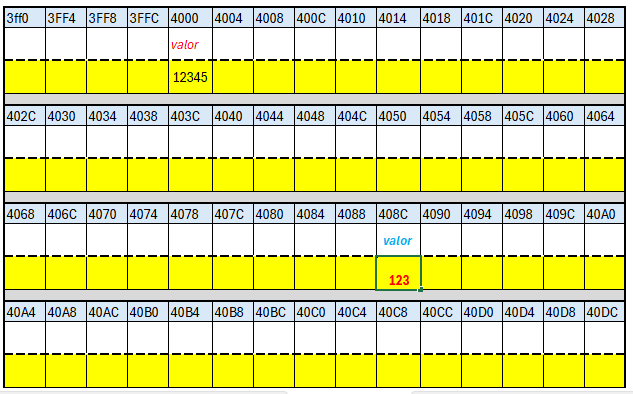 3ff0 3FF4 3FF8 3FFC 4000 4004 4008 400C 4010 4014 4018 401C 4020 4024 4028
valor
12345
402C 4030 4034 4038 403C 4040 4044 4048 404C 4050 4054 4058 405C 4060 4064
4068 406C 4070 4074 4078 407C 4080 4084 4088 408C 4090 4094 4098 409C 40A0
valor
123
40A4 40A8 40AC 40B0 40B4 40B8 40BC 40C0 40C4 40C8 40CC 40D0 40D4 40D8 40DC